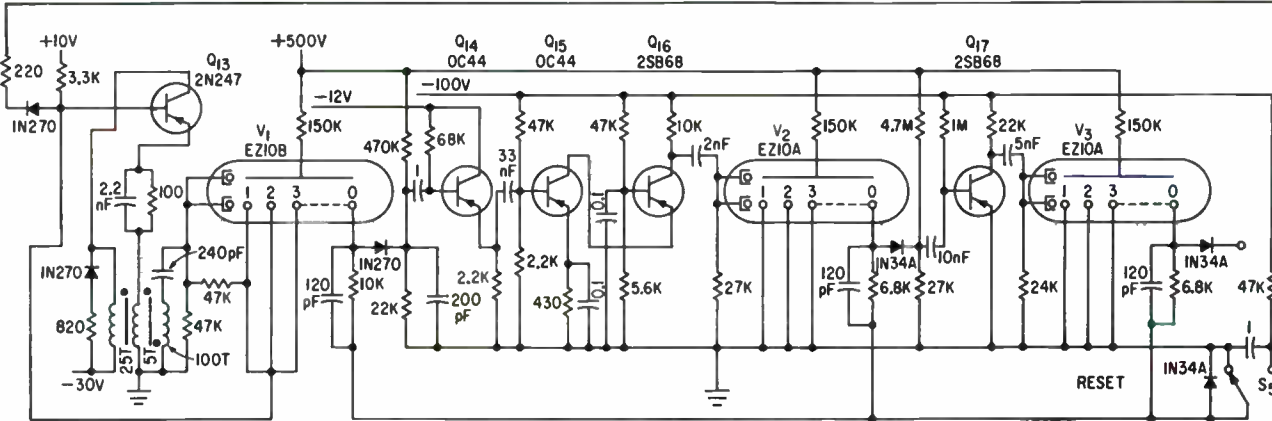 +10V
Q13
2N247
+500V
Q14
OC44
Q15
OC44
Q16
2SB68
Q17
2SB68
220
3.3K
-12V
-100V
1N270
V1
EZ10B
150K
470K
68K
33
nF
47K
47K
10K
2nF
V2
EZ10A
150K
4.7M
1M
22K
5nF
V3
EZ10A
150K
2.2
nF
100
G
G
1 2 3 0
1
0.1
G
G
1 2 3 0
G
G
1 2 3 0
240pF
1N270
1N270
10nF
1N34A
1N34A
47K
120
pF
10K
22K
200
pF
2.2K
2.2K
430
0.1
5.6K
27K
120
pF
6.8K
27K
24K
120
pF
6.8K
47K
820
25T
5T
100T
47K
-30V
RESET
1N34A
1
S5